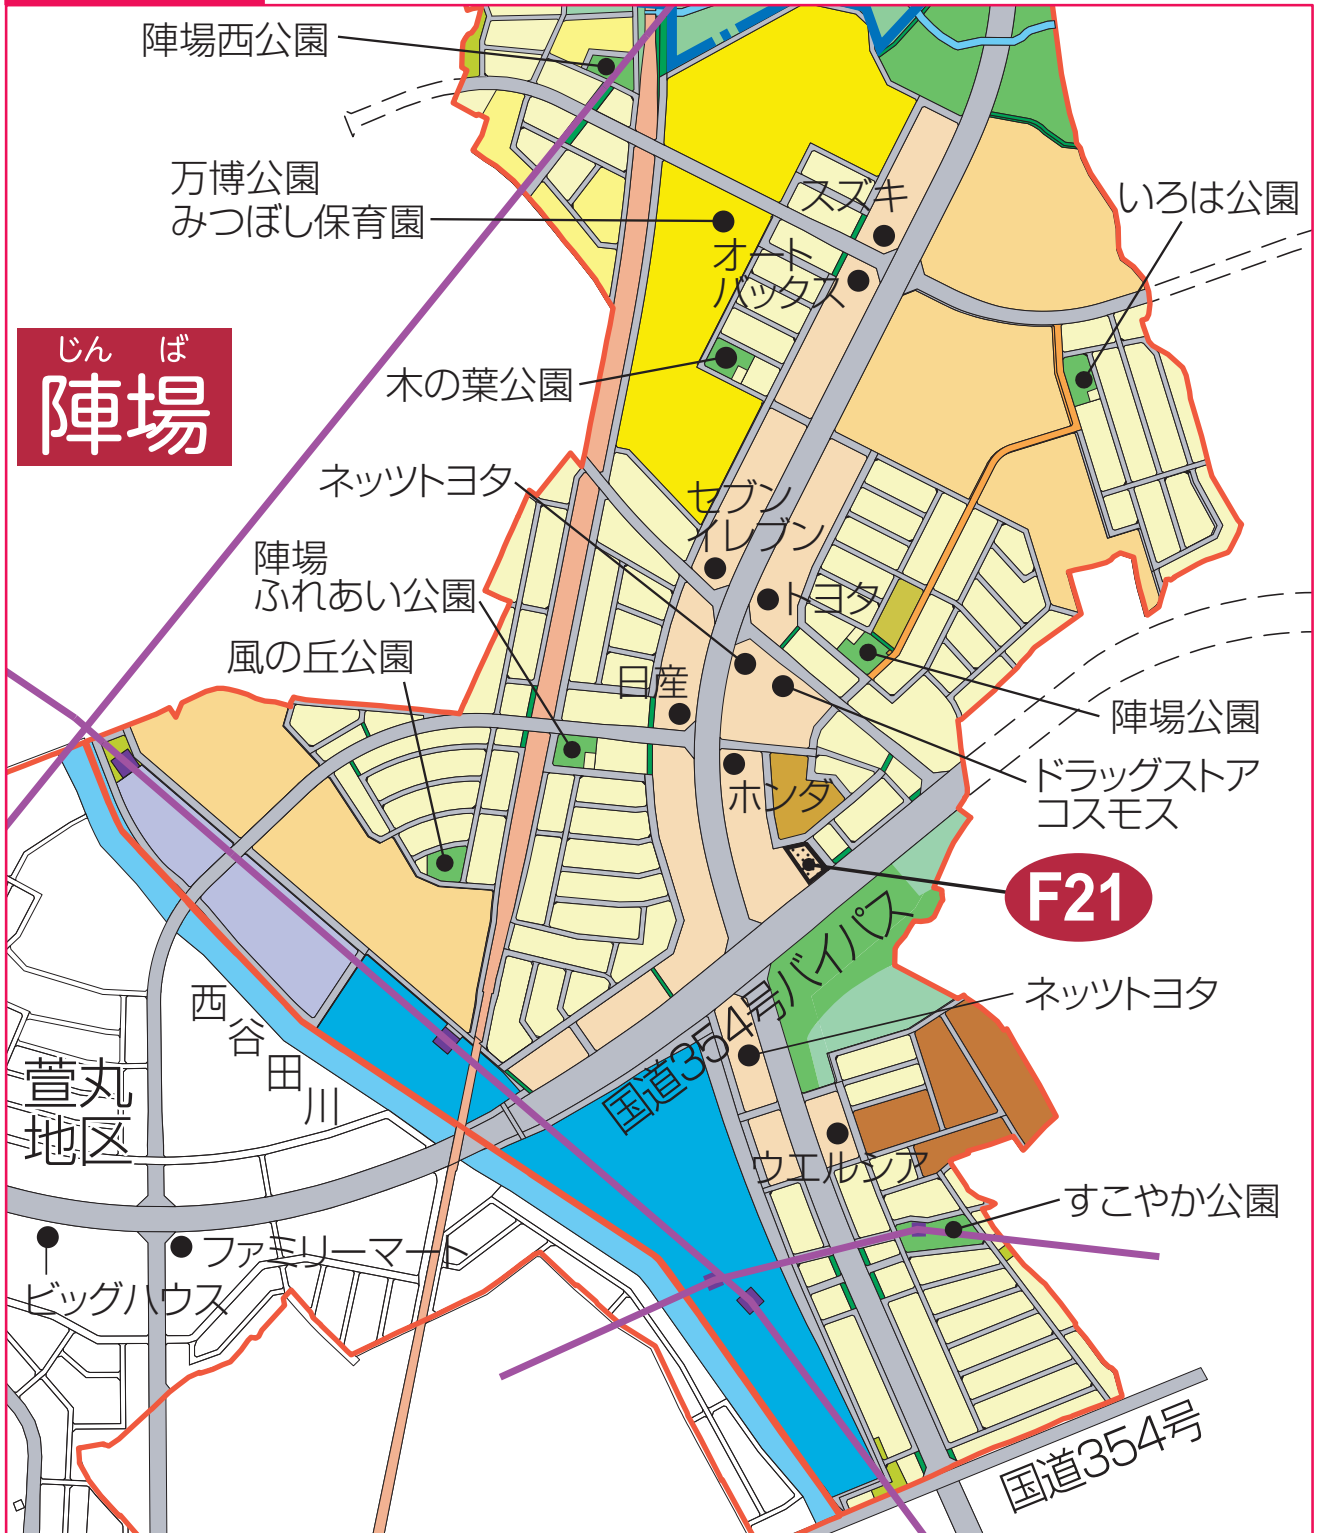 陣場西公園
万博公園
みつぼし保育園
スズキ
いろは公園
オート
バックス
じん ば
陣場
木の葉公園
ネッツトヨタ
セブン
イレブン
陣場
ふれあい公園
トヨタ
風の丘公園
日産
陣場公園
ドラッグストア
コスモス
ホンダ
F21
国道354号バイパス
ネッツトヨタ
西谷田川
萱丸
地区
ウエルシア
すこやか公園
ファミリーマート
ビッグハウス
国道354号